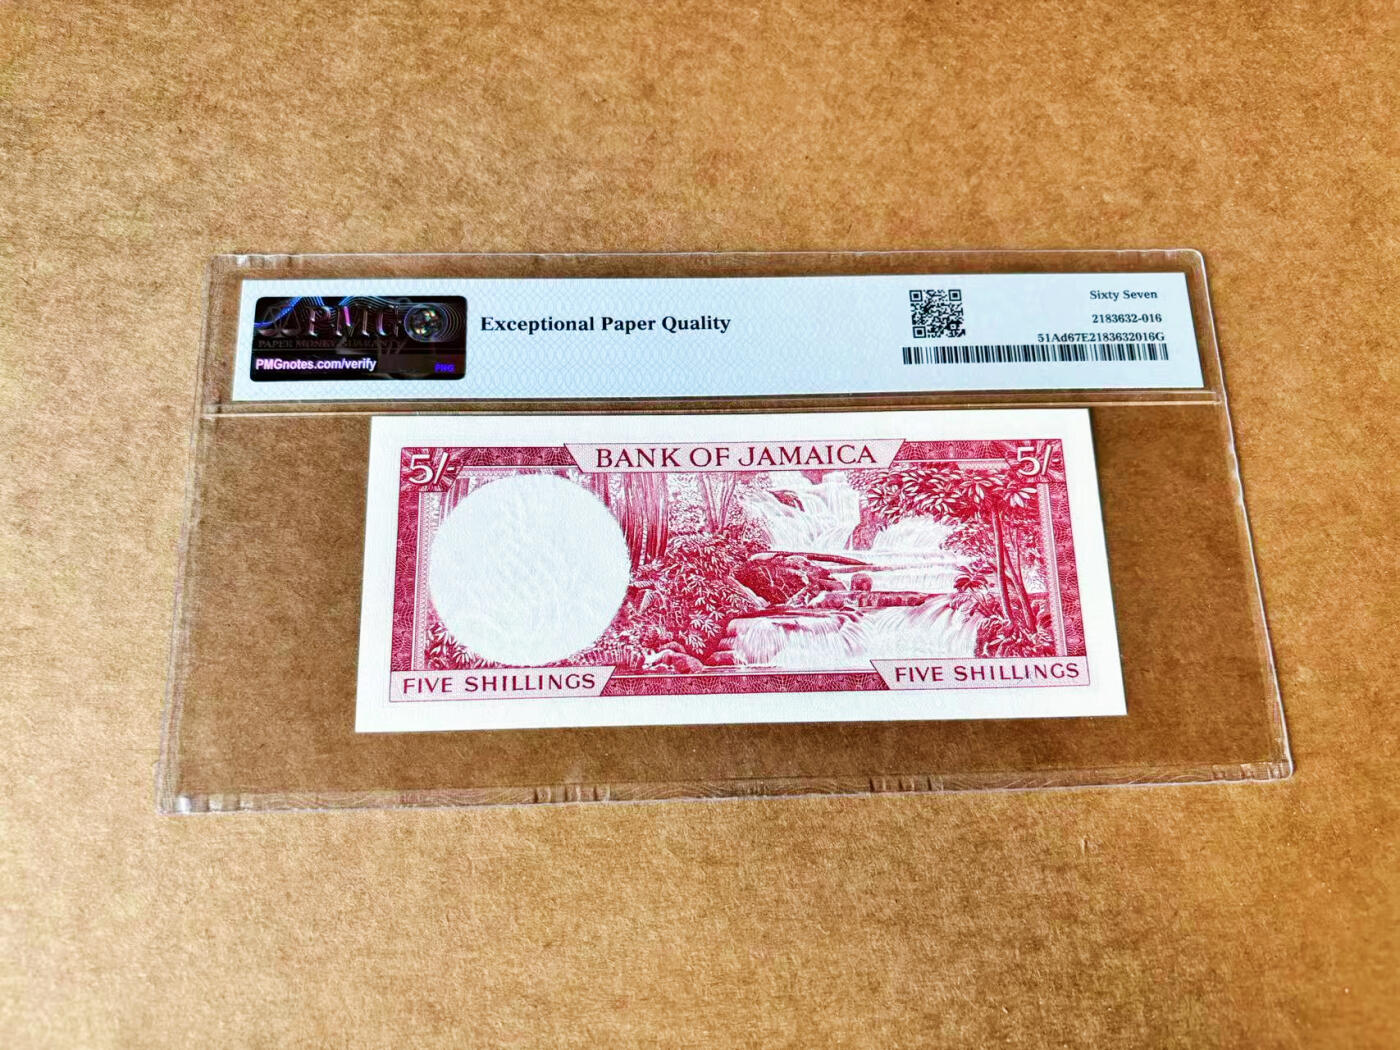 PMG
PAPER MONEY GUARANTY
PMGnotes.com/verify
PMG
Exceptional Paper Quality
Sixty Seven
2183632-016
51Ad67E2183632016G
BANK OF JAMAICA
5/-
5/-
FIVE SHILLINGS
FIVE SHILLINGS